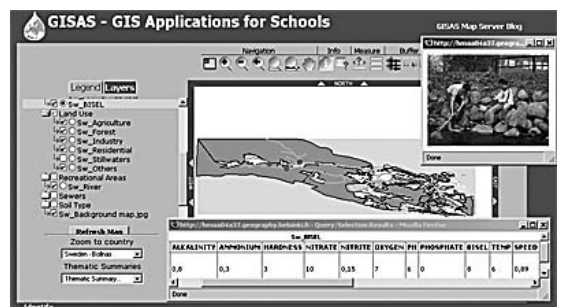 GISAS - GIS Applications for Schools
GISAS Map Server Blog
Navigation Info Measure Buffer
Legend Layers
Sw_BISEL
Land Use
Sw_Agriculture
Sw_Forest
Sw_Industry
Sw_Residential
Sw_Stillwaters
Sw_Others
Recreational Areas
Sw_River
Sewers
Soil Type
Sw_Background map.jpg
Refresh Map
Zoom to country
Sweden - Bollnas
Thematic Summaries
Thematic Summary...
NORTH
Done
Query/Selection Results - Mozilla Firefox
Sw_BISEL
ALKALINITY AMMONIUM HARDNESS NITRATE NITRITE OXYGEN PH PHOSPHATE BISEL TEMP SPEED
0,8 0,3 3 10 0,15 7 6 0 8 6 0,89
Done